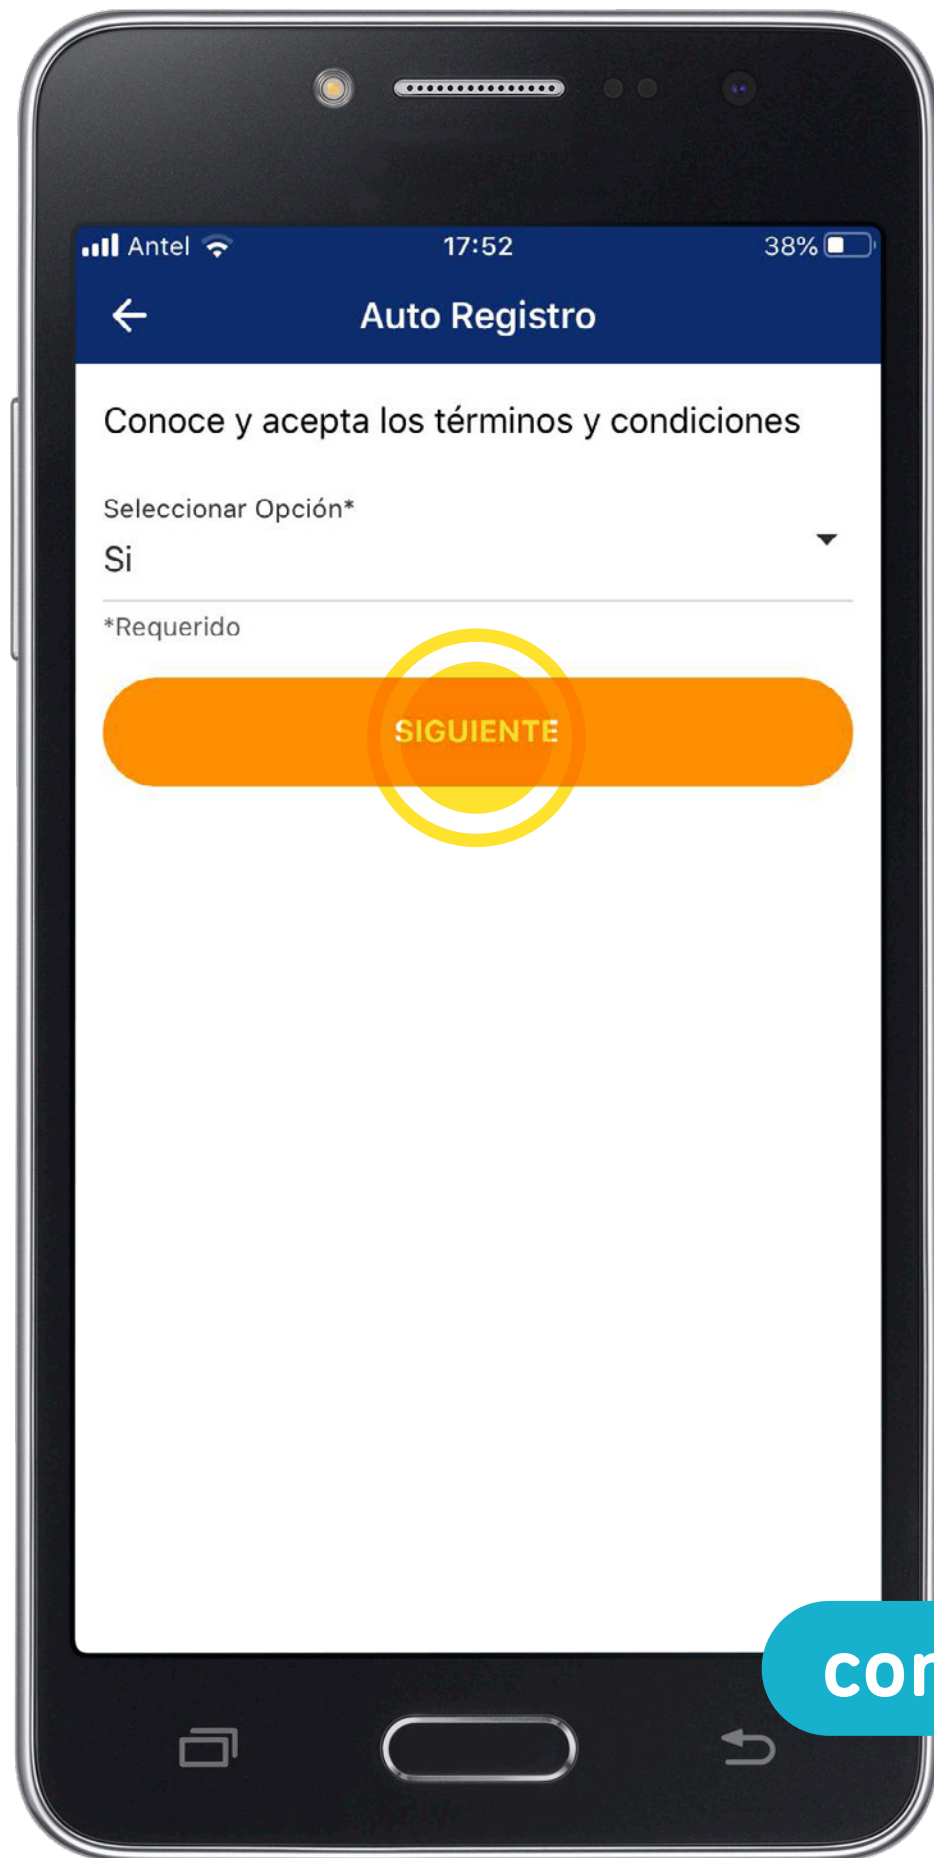 Antel 17:52 38%
Auto Registro
Conoce y acepta los términos y condiciones
Seleccionar Opción*
Si
*Requerido
SIGUIENTE